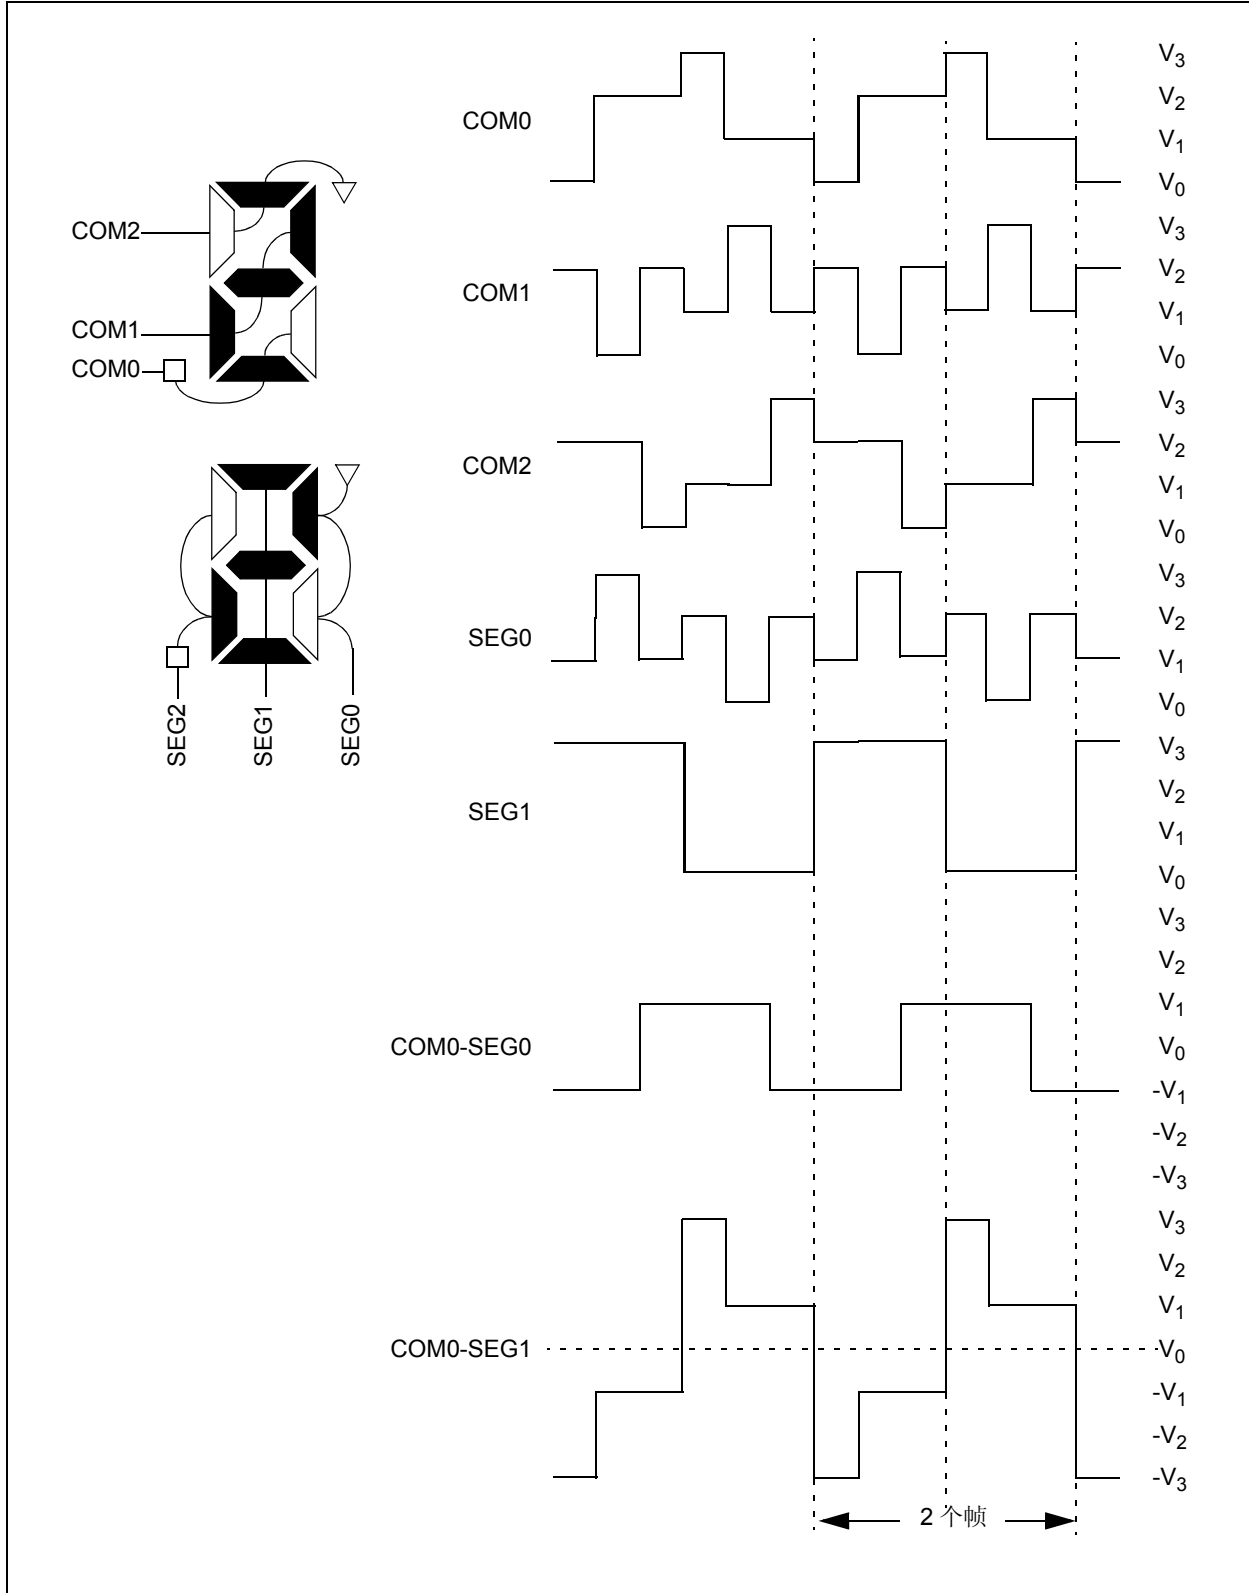 COM2
COM1
COM0
SEG2
SEG1
SEG0
COM0
V3
V2
V1
V0
COM1
V3
V2
V1
V0
COM2
V3
V2
V1
V0
SEG0
V3
V2
V1
V0
SEG1
V3
V2
V1
V0
COM0-SEG0
V3
V2
V1
V0
-V1
-V2
-V3
COM0-SEG1
V3
V2
V1
V0
-V1
-V2
-V3
2 个帧